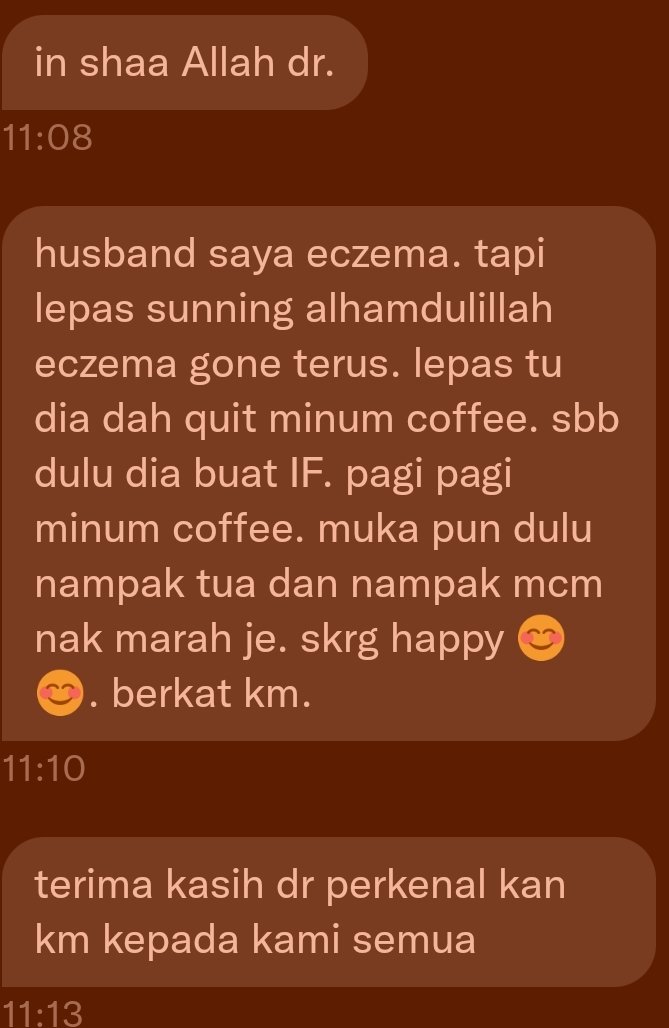 in shaa Allah dr.
11:08
husband saya eczema. tapi
lepas sunning alhamdulillah
eczema gone terus. lepas tu
dia dah quit minum coffee. sbb
dulu dia buat IF. pagi pagi
minum coffee. muka pun dulu
nampak tua dan nampak mcm
nak marah je. skrg happy 😊
😊. berkat km.
11:10
terima kasih dr perkenal kan
km kepada kami semua
11:13